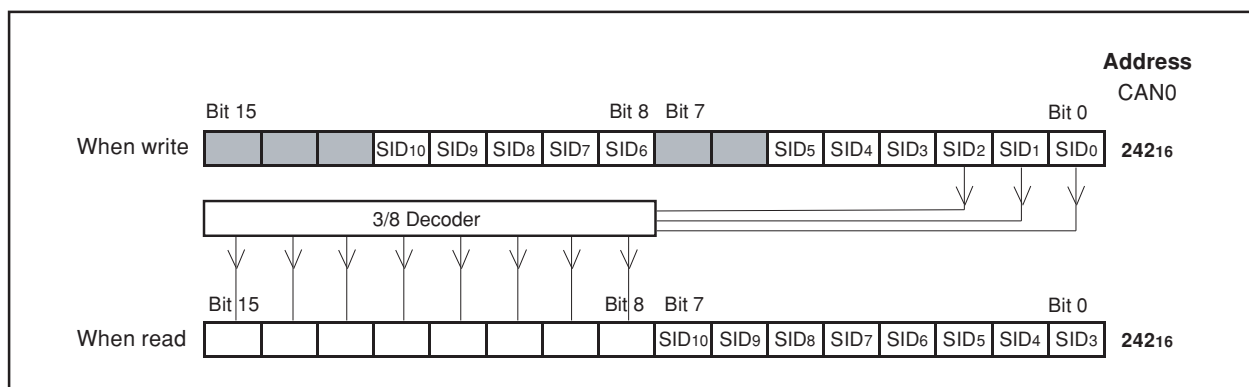 Address
CAN0
Bit 15 Bit 8 Bit 7 Bit 0
When write SID10 SID9 SID8 SID7 SID6 SID5 SID4 SID3 SID2 SID1 SID0 24216
3/8 Decoder
Bit 15 Bit 8 Bit 7 Bit 0
When read SID10 SID9 SID8 SID7 SID6 SID5 SID4 SID3 24216